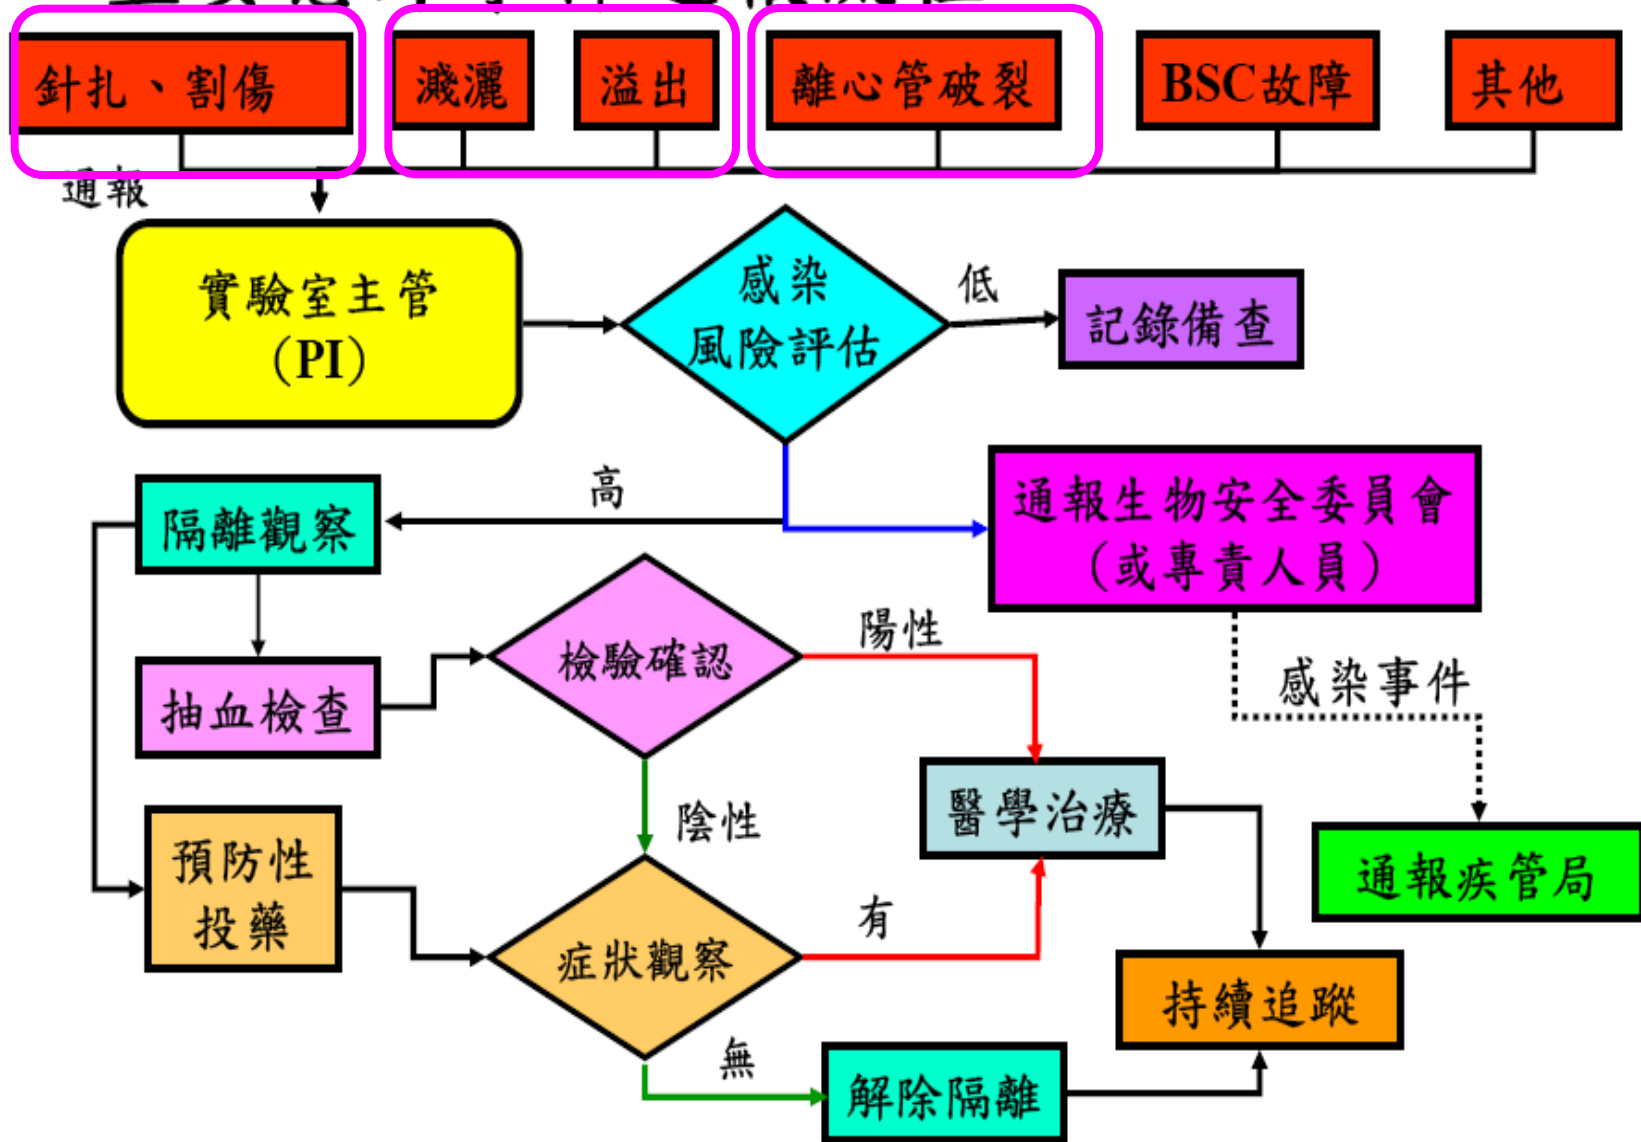 針扎、割傷
濺灑
溢出
離心管破裂
BSC故障
其他
通報
實驗室主管
（PI）
感染
風險評估
低
記錄備查
高
隔離觀察
通報生物安全委員會
（或專責人員）
檢驗確認
陽性
感染事件
抽血檢查
陰性
醫學治療
預防性
投藥
通報疾管局
有
症狀觀察
持續追蹤
無
解除隔離